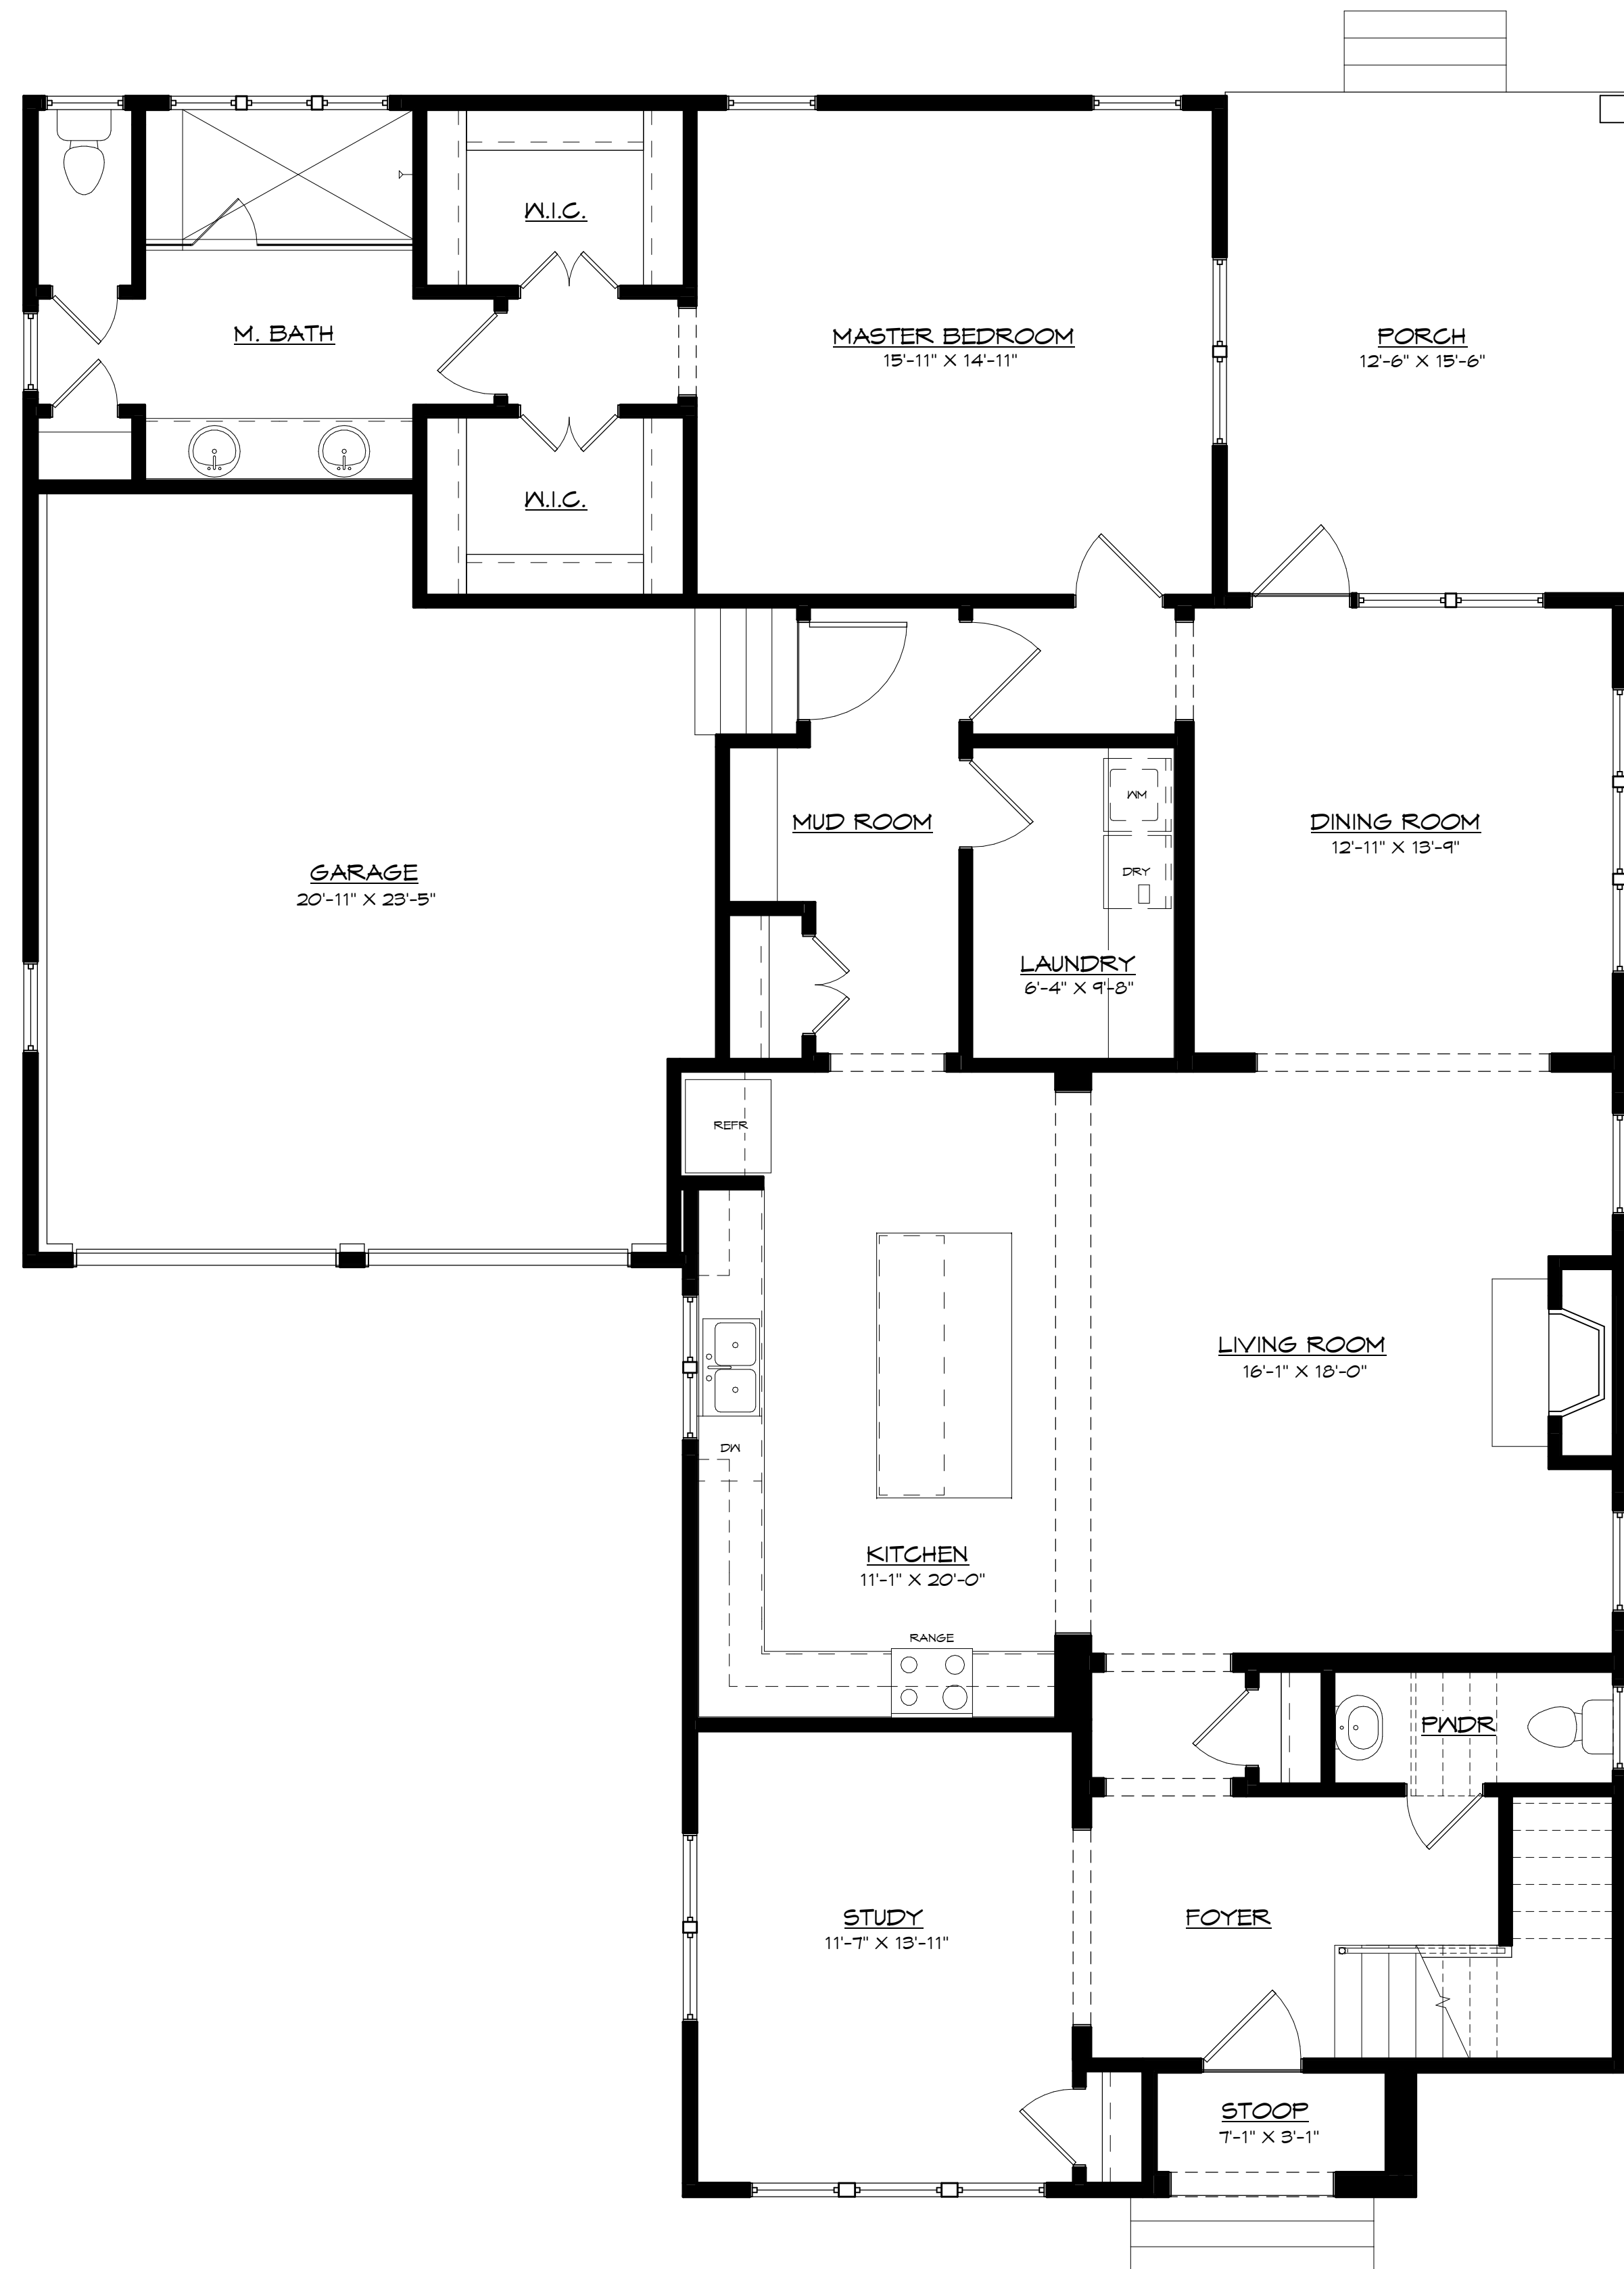 W.I.C.
M. BATH
MASTER BEDROOM
15'-11" X 14'-11"
PORCH
12'-6" X 15'-6"
W.I.C.
WM
MUD ROOM
DINING ROOM
12'-11" X 13'-9"
DRY
GARAGE
20'-11" X 23'-5"
LAUNDRY
6'-4" X 9'-8"
REFR
LIVING ROOM
16'-1" X 18'-0"
DW
KITCHEN
11'-1" X 20'-0"
RANGE
PWDR
STUDY
11'-7" X 13'-11"
FOYER
STOOP
7'-1" X 3'-1"